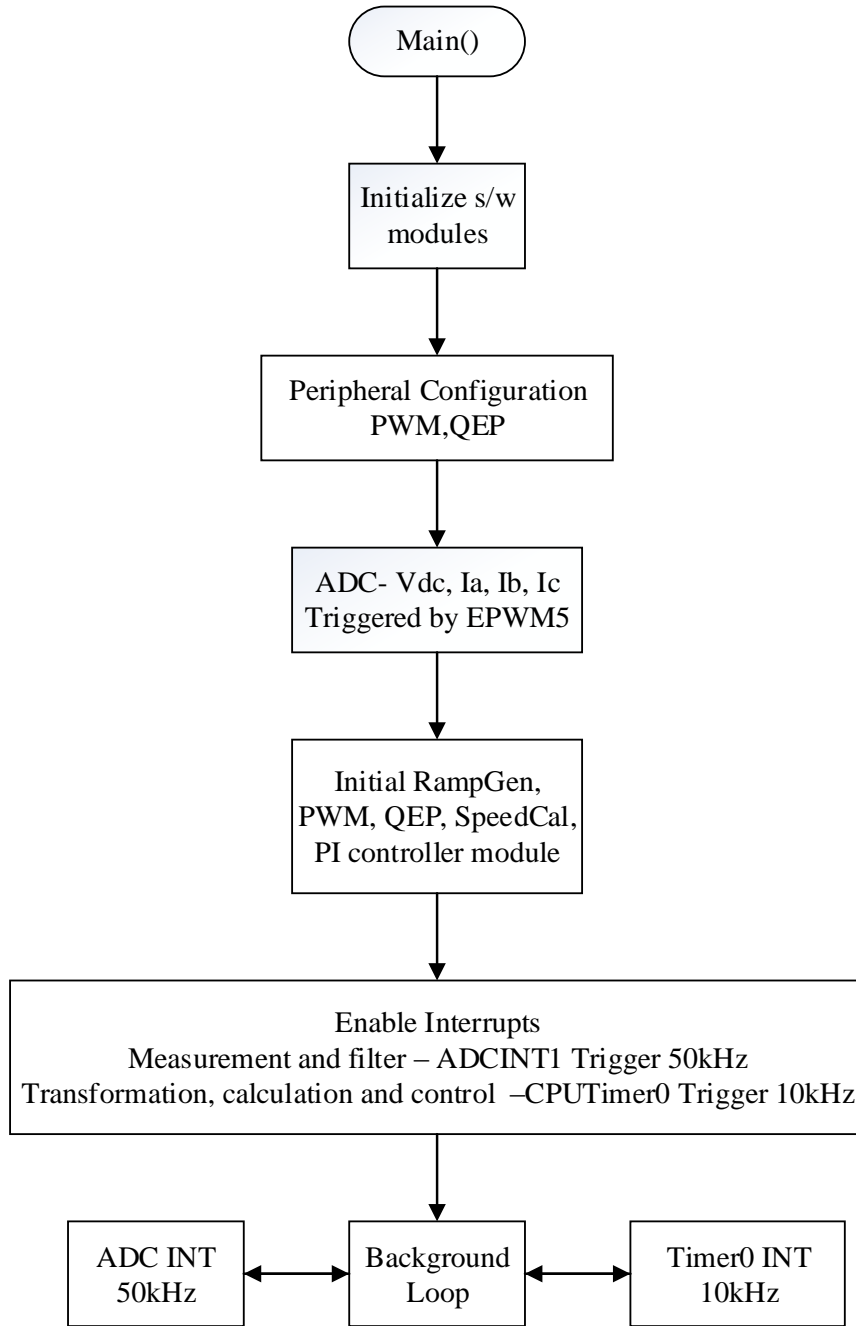 Main()
Initialize s/w
modules
Peripheral Configuration
PWM,QEP
ADC- Vdc, Ia, Ib, Ic
Triggered by EPWM5
Initial RampGen,
PWM, QEP, SpeedCal,
PI controller module
Enable Interrupts
Measurement and filter – ADCINT1 Trigger 50kHz
Transformation, calculation and control –CPUTimer0 Trigger 10kHz
ADC INT
50kHz
Background
Loop
Timer0 INT
10kHz